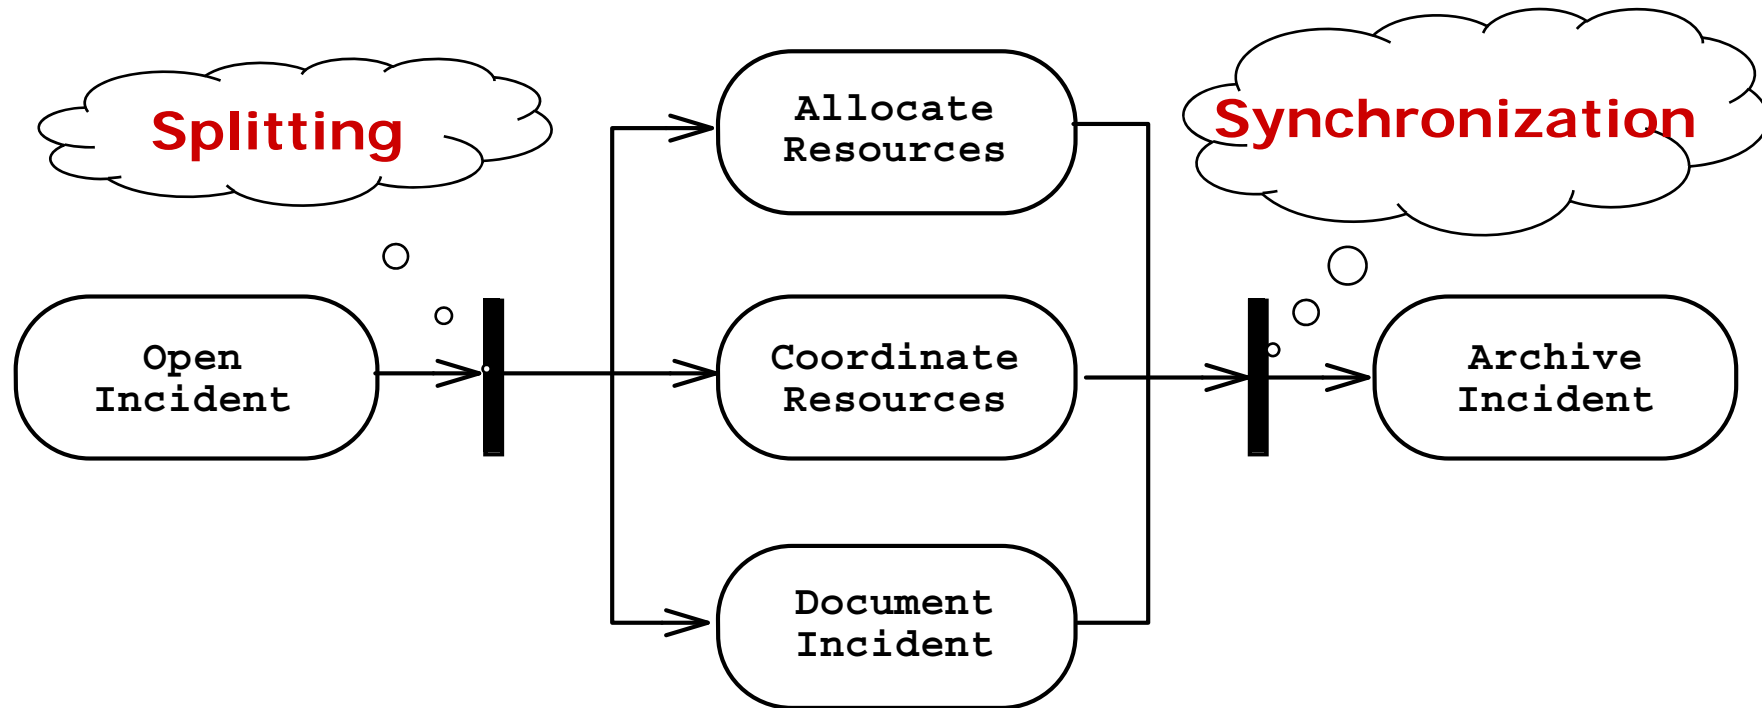 Splitting
Allocate
Resources
Synchronization
Open
Incident
Coordinate
Resources
Archive
Incident
Document
Incident